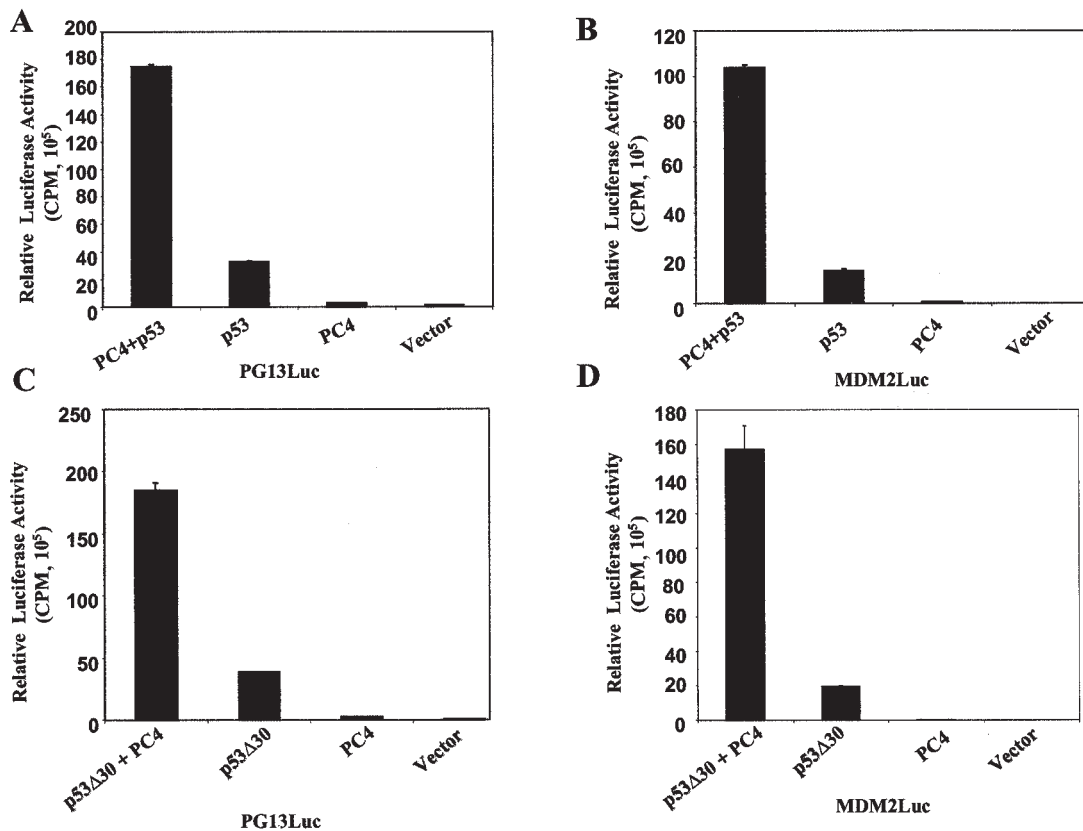 A
Relative Luciferase Activity
(CPM, 10⁵)
200
180
160
140
120
100
80
60
40
20
0
PC4+p53
p53
PC4
Vector
PG13Luc
B
Relative Luciferase Activity
(CPM, 10⁵)
120
100
80
60
40
20
0
PC4+p53
p53
PC4
Vector
MDM2Luc
C
Relative Luciferase Activity
(CPM, 10⁵)
250
200
150
100
50
0
p53Δ30 + PC4
p53Δ30
PC4
Vector
PG13Luc
D
Relative Luciferase Activity
(CPM, 10⁵)
180
160
140
120
100
80
60
40
20
0
p53Δ30 + PC4
p53Δ30
PC4
Vector
MDM2Luc